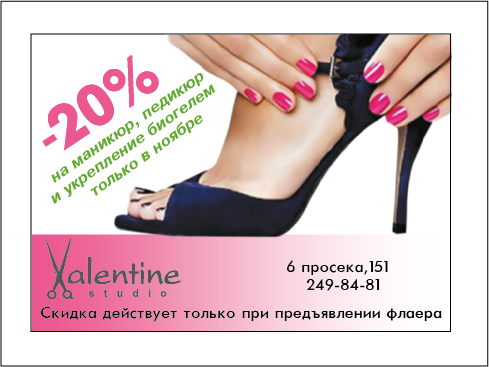 -20%
на маникюр, педикюр
и укрепление биогелем
только в ноябре
Valentine
studio
6 просека,151
249-84-81
Скидка действует только при предъявлении флаера